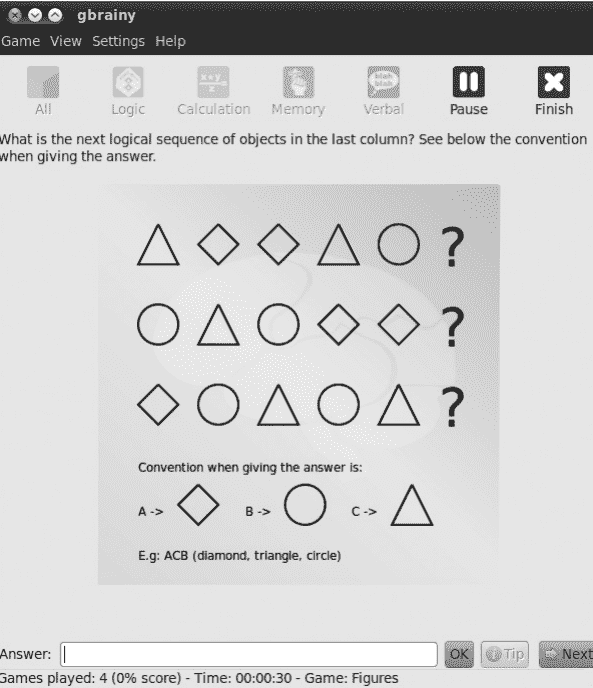 gbrainy
Game View Settings Help
x+y
z
blah
blah
All Logic Calculation Memory Verbal Pause Finish
What is the next logical sequence of objects in the last column? See below the convention
when giving the answer.
?
?
?
Convention when giving the answer is:
A -> B -> C ->
E.g: ACB (diamond, triangle, circle)
Answer: OK Tip Next
Games played: 4 (0% score) - Time: 00:00:30 - Game: Figures